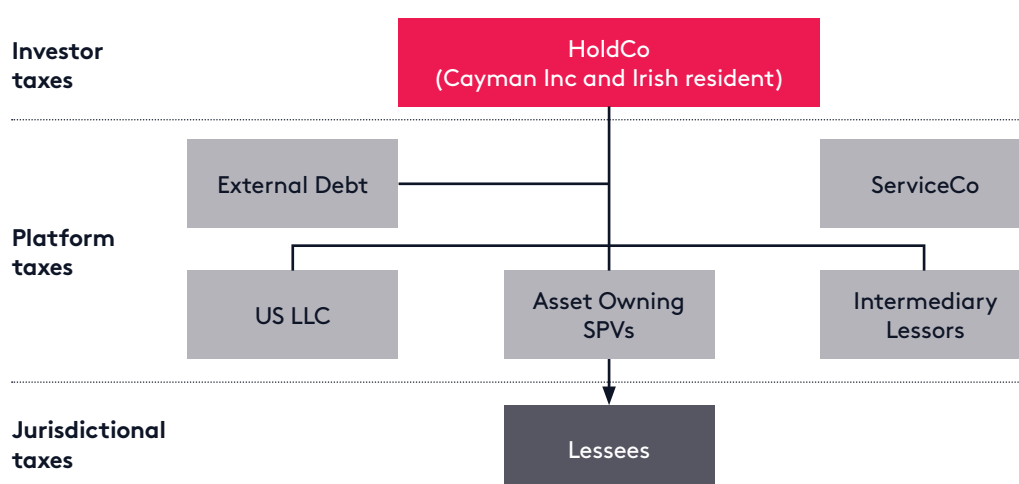 Investor
taxes
HoldCo
(Cayman Inc and Irish resident)
External Debt
ServiceCo
Platform
taxes
US LLC
Asset Owning
SPVs
Intermediary
Lessors
Jurisdictional
taxes
Lessees